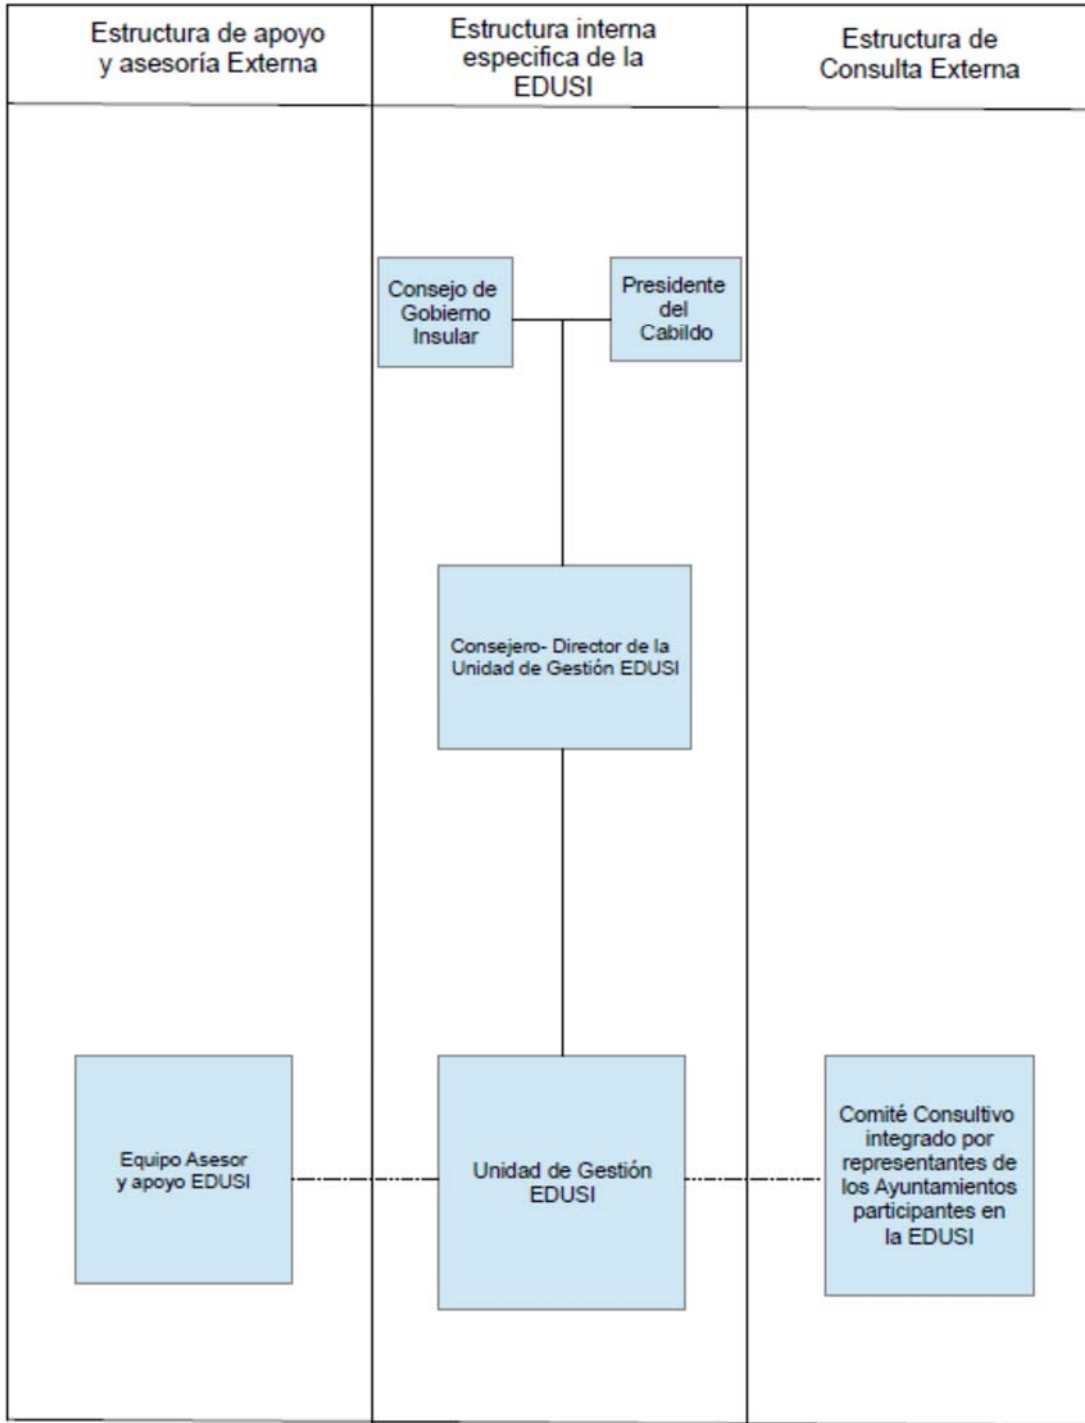 Estructura de apoyo
y asesoría Externa
Estructura interna
especifica de la
EDUSI
Estructura de
Consulta Externa
Consejo de
Gobierno
Insular
Presidente
del
Cabildo
Consejero- Director de la
Unidad de Gestión EDUSI
Equipo Asesor
y apoyo EDUSI
Unidad de Gestión
EDUSI
Comité Consultivo
integrado por
representantes de
los Ayuntamientos
participantes en
la EDUSI